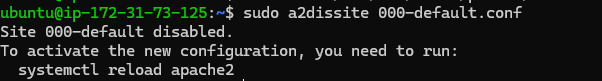 ubuntu@ip-172-31-73-125:~$ sudo a2dissite 000-default.conf
Site 000-default disabled.
To activate the new configuration, you need to run:
  systemctl reload apache2